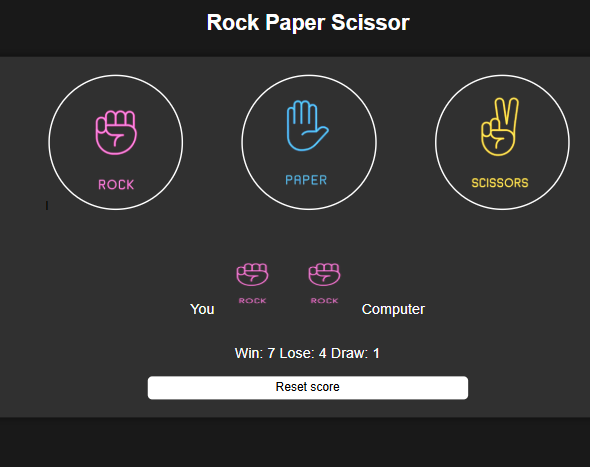 Rock Paper Scissor
ROCK
PAPER
SCISSORS
ROCK
ROCK
You
Computer
Win: 7 Lose: 4 Draw: 1
Reset score